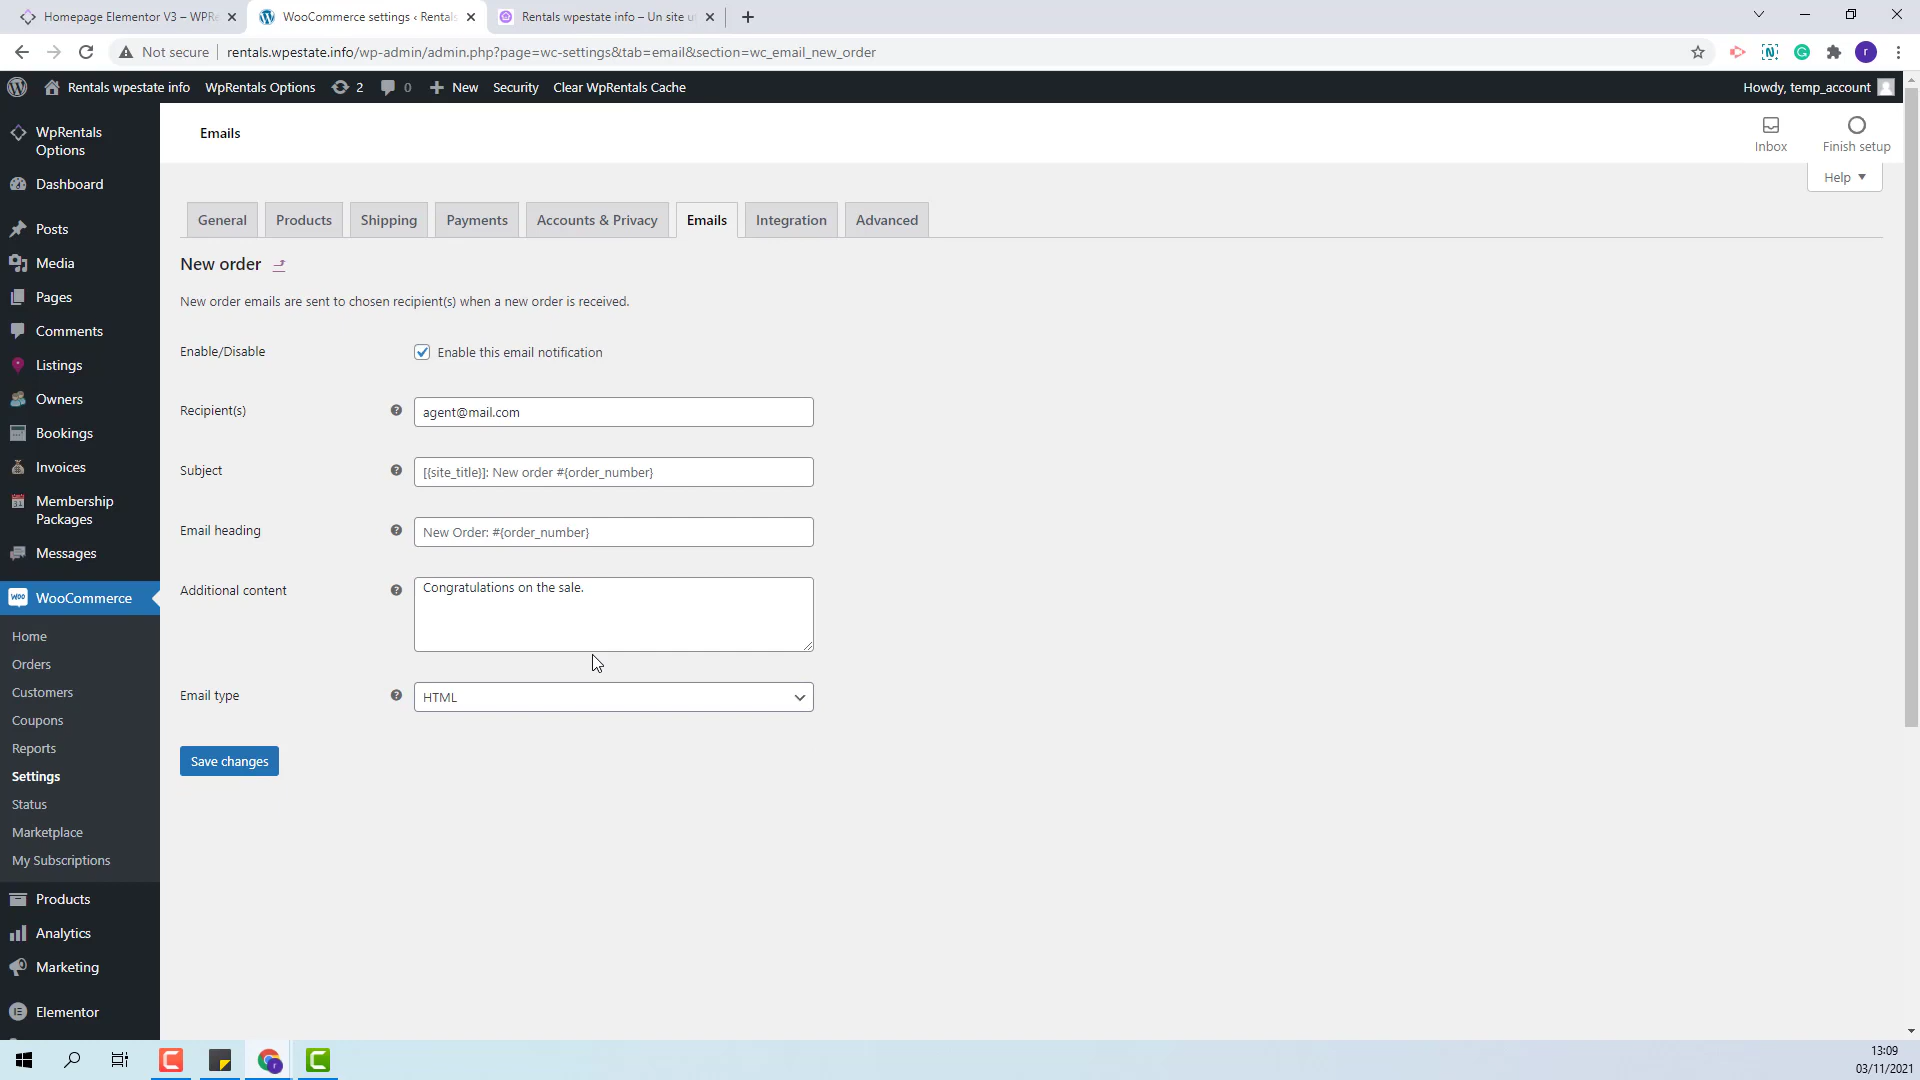 Homepage Elementor V3 – WPRe
WooCommerce settings ‹ Rentals
Rentals wpestate info – Un site u
Not secure
rentals.wpestate.info/wp-admin/admin.php?page=wc-settings&tab=email&section=wc_email_new_order
r
Rentals wpestate info
WpRentals Options
2
0
New
Security
Clear WpRentals Cache
Howdy, temp_account
WpRentals Options
Dashboard
Posts
Media
Pages
Comments
Listings
Owners
Bookings
Invoices
Membership Packages
Messages
WooCommerce
Home
Orders
Customers
Coupons
Reports
Settings
Status
Marketplace
My Subscriptions
Products
Analytics
Marketing
Elementor
Emails
Inbox
Finish setup
Help
General
Products
Shipping
Payments
Accounts & Privacy
Emails
Integration
Advanced
New order
New order emails are sent to chosen recipient(s) when a new order is received.
Enable/Disable
Enable this email notification
Recipient(s)
agent@mail.com
Subject
[{site_title}]: New order #{order_number}
Email heading
New Order: #{order_number}
Additional content
Congratulations on the sale.
Email type
HTML
Save changes
13:09
03/11/2021